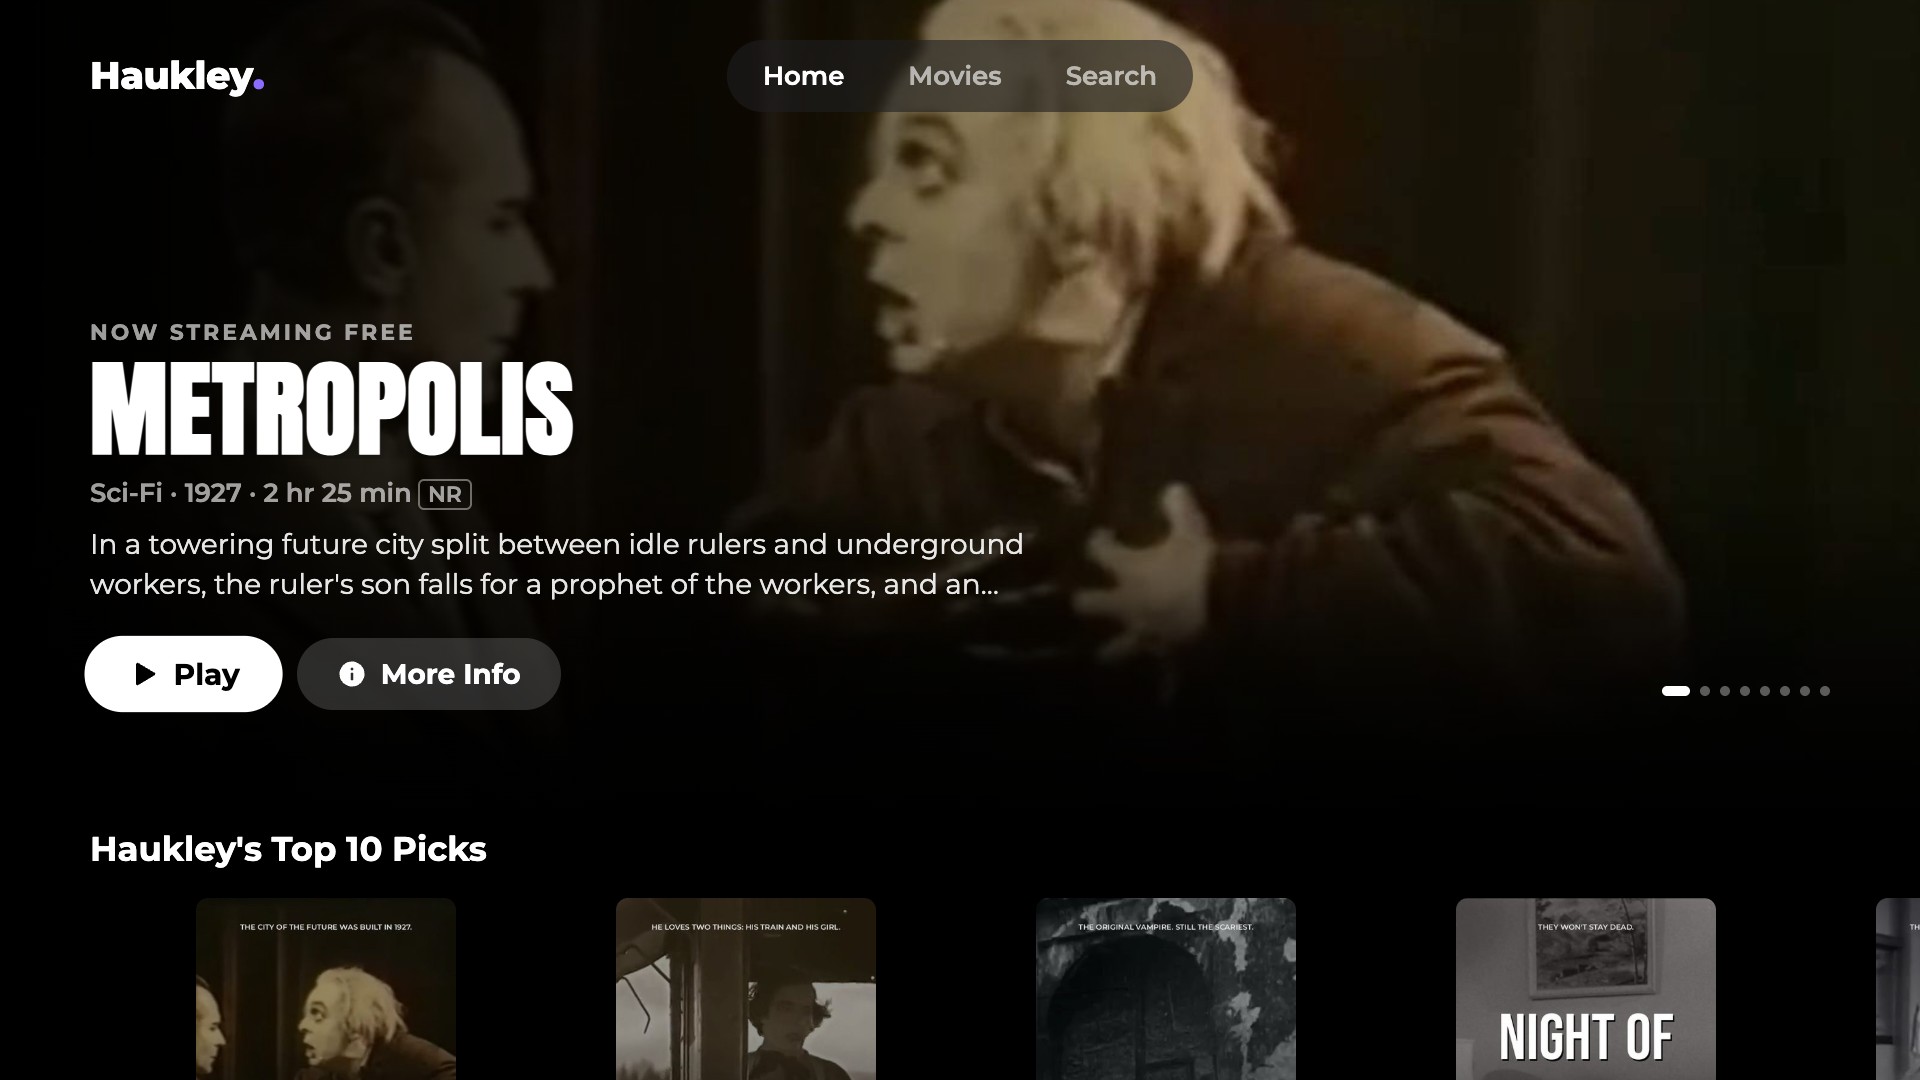 Haukley.
Home
Movies
Search
NOW STREAMING FREE
METROPOLIS
Sci-Fi · 1927 · 2 hr 25 min NR
In a towering future city split between idle rulers and underground
workers, the ruler's son falls for a prophet of the workers, and an...
Play
More Info
Haukley's Top 10 Picks
THE CITY OF THE FUTURE WAS BUILT IN 1927.
HE LOVES TWO THINGS: HIS TRAIN AND HIS GIRL.
THE ORIGINAL VAMPIRE. STILL THE SCARIEST.
THEY WON'T STAY DEAD.
NIGHT OF